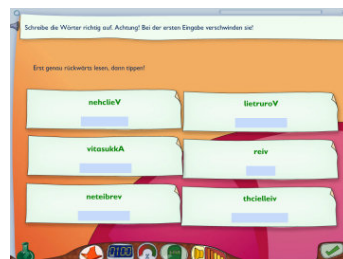 Schreibe die Wörter richtig auf. Achtung! Bei der ersten Eingabe verschwinden sie!
Erst genau rückwärts lesen, dann tippen!
nehclieV
lietruroV
vitasukkA
reiv
neteibrev
thcielleiv
0100